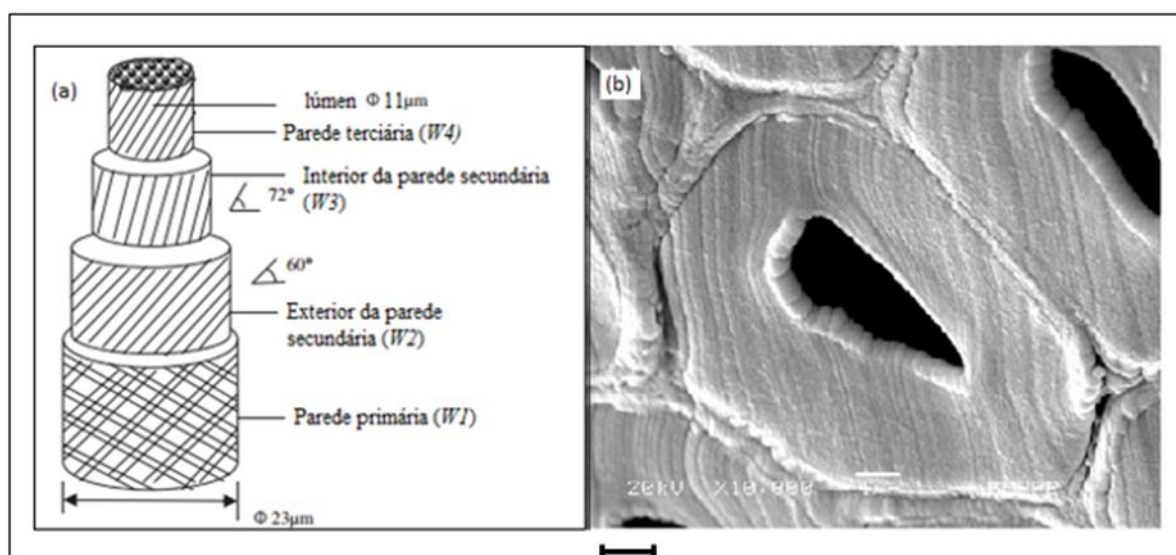 (a)
lúmen Φ 11μm
Parede terciária (W4)
Interior da parede secundária
(W3)
72°
60°
Exterior da parede
secundária (W2)
Parede primária (W1)
Φ 23μm
(b)
20kV X10,000